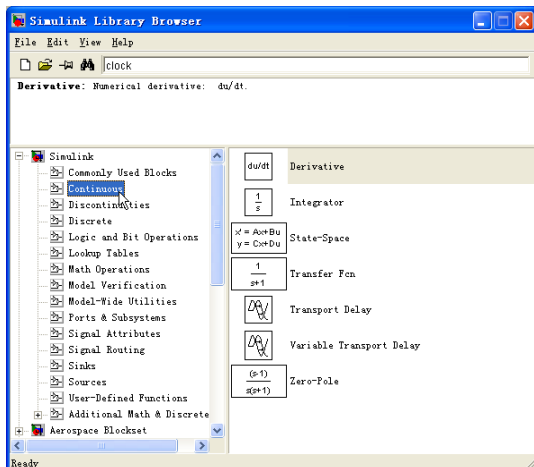 Simulink Library Browser
File Edit View Help
clock
Derivative: Numerical derivative: du/dt.
Simulink
Commonly Used Blocks
Continuous
Discontinuities
Discrete
Logic and Bit Operations
Lookup Tables
Math Operations
Model Verification
Model-Wide Utilities
Ports & Subsystems
Signal Attributes
Signal Routing
Sinks
Sources
User-Defined Functions
Additional Math & Discrete
Aerospace Blockset
du/dt Derivative
1
s
Integrator
x' = Ax+Bu
y = Cx+Du
State-Space
1
s+1
Transfer Fcn
Transport Delay
Variable Transport Delay
(s-1)
s(s+1)
Zero-Pole
Ready